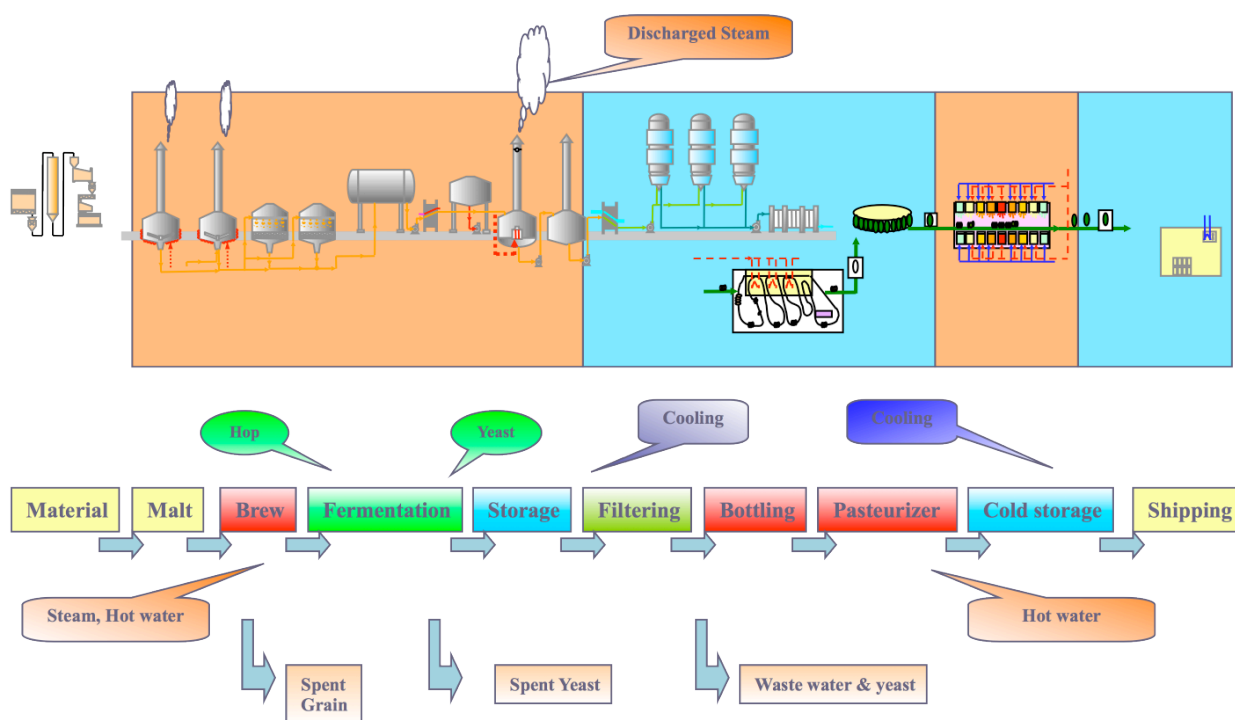 Discharged Steam
Hop
Yeast
Cooling
Cooling
Material
Malt
Brew
Fermentation
Storage
Filtering
Bottling
Pasteurizer
Cold storage
Shipping
Steam, Hot water
Hot water
Spent
Grain
Spent Yeast
Waste water & yeast